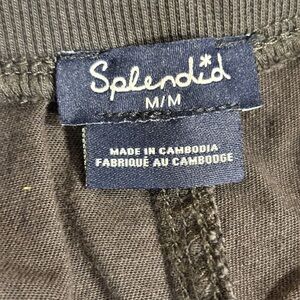 Splendid
M/M
MADE IN CAMBODIA
FABRIQUÉ AU CAMBODGE